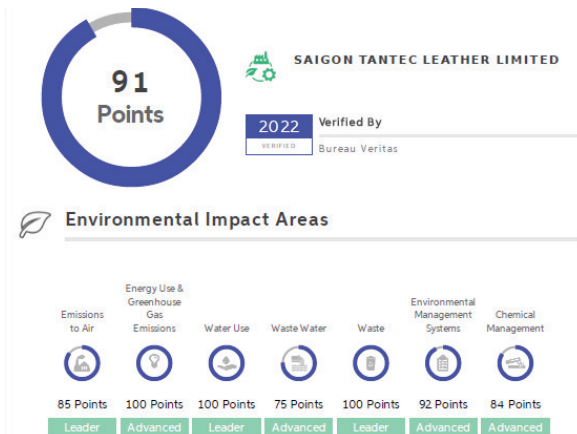 91
Points
SAIGON TANTEC LEATHER LIMITED
2022
VERIFIED
Verified By
Bureau Veritas
Environmental Impact Areas
Emissions
to Air
Energy Use &
Greenhouse
Gas
Emissions
Water Use
Waste Water
Waste
Environmental
Management
Systems
Chemical
Management
85 Points
100 Points
100 Points
75 Points
100 Points
92 Points
84 Points
Leader
Advanced
Leader
Advanced
Leader
Advanced
Advanced